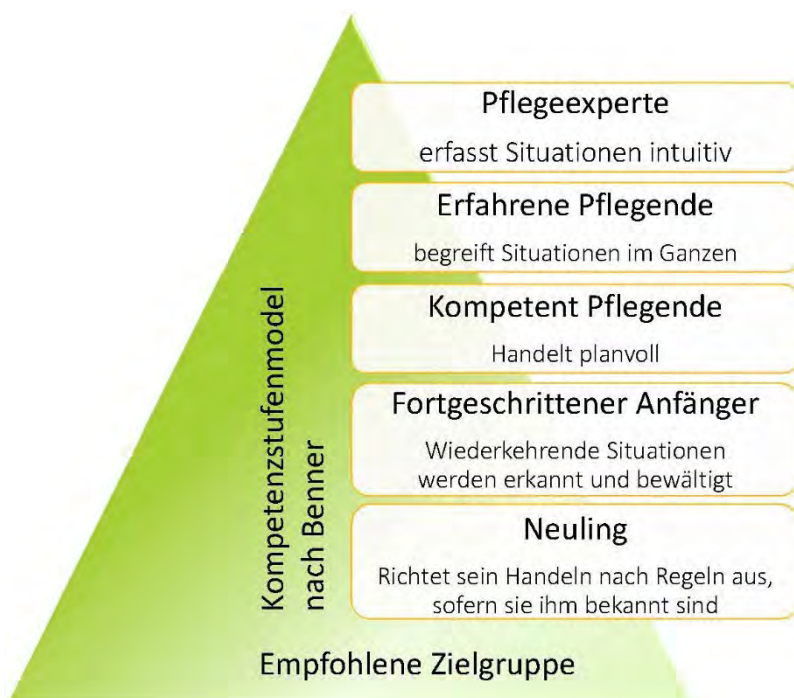 Pflegeexperte
erfasst Situationen intuitiv
Erfahrene Pflegende
begreift Situationen im Ganzen
Kompetent Pflegende
Handelt planvoll
Fortgeschrittener Anfänger
Wiederkehrende Situationen
werden erkannt und bewältigt
Neuling
Richtet sein Handeln nach Regeln aus,
sofern sie ihm bekannt sind
Kompetenzstufenmodel
nach Benner
Empfohlene Zielgruppe